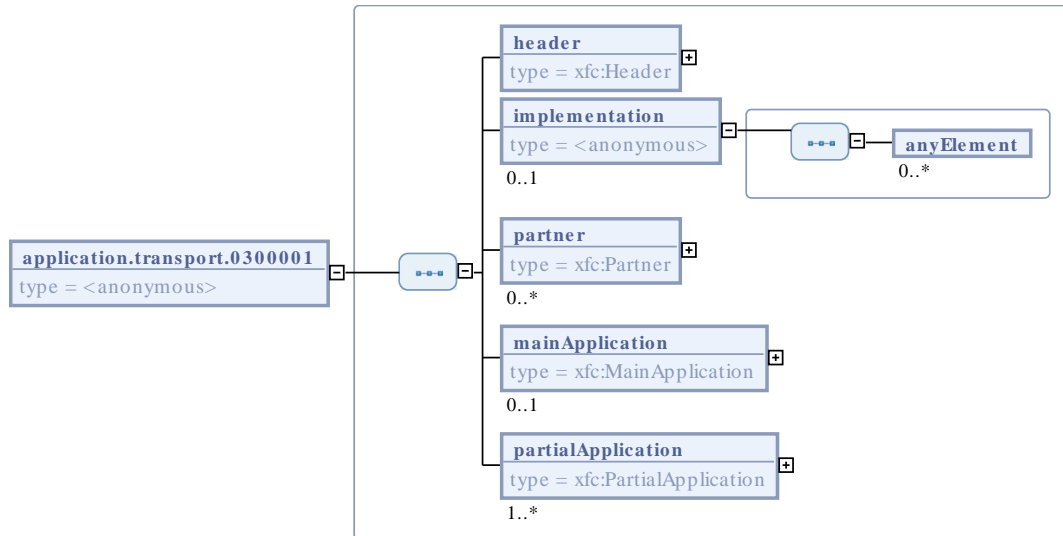 header
type = xfc:Header
implementation
type = <anonymous>
0..1
anyElement
0..*
partner
type = xfc:Partner
0..*
application.transport.0300001
type = <anonymous>
mainApplication
type = xfc:MainApplication
0..1
partialApplication
type = xfc:PartialApplication
1..*